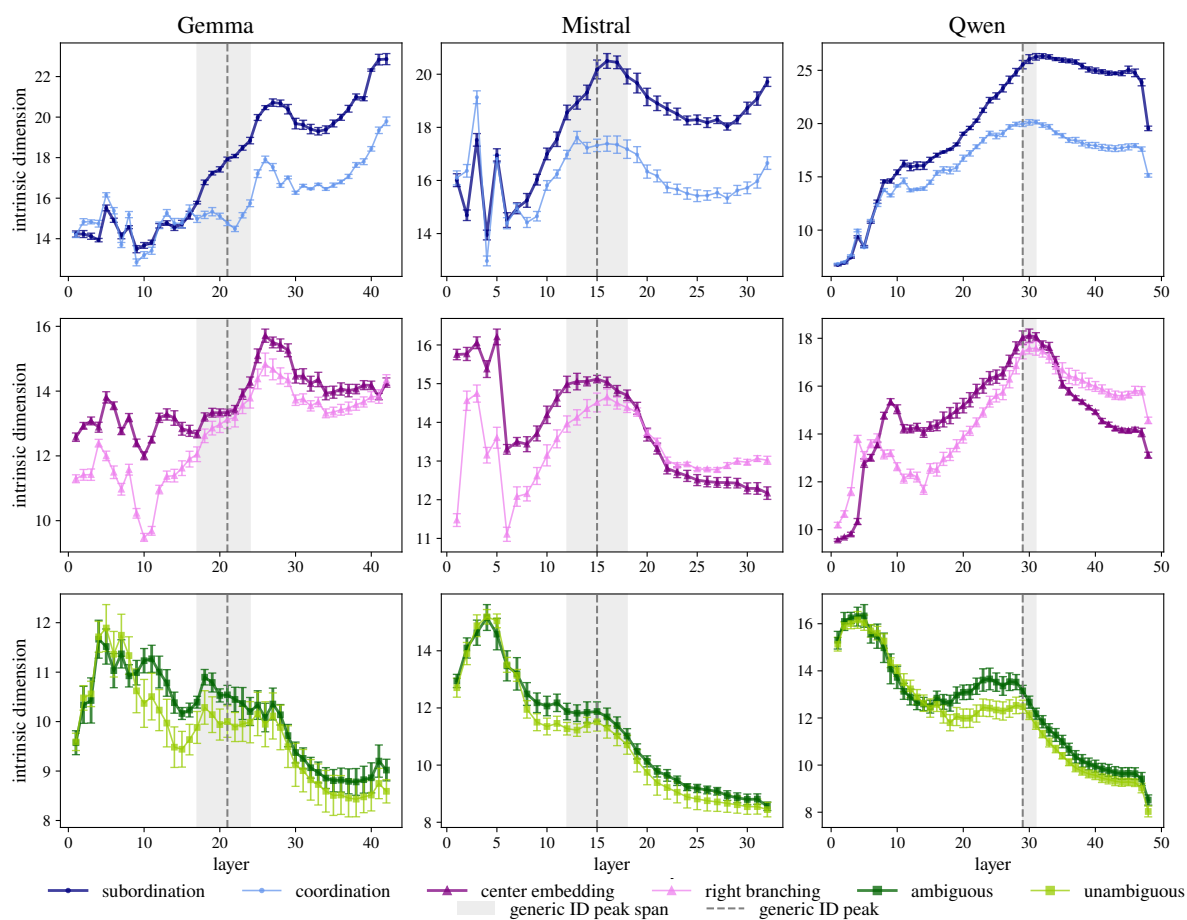 Gemma Mistral Qwen
intrinsic dimension
22
20
18
16
14
0 10 20 30 40
20
18
16
14
0 5 10 15 20 25 30
25
20
15
10
0 10 20 30 40 50
intrinsic dimension
16
14
12
10
0 10 20 30 40
16
15
14
13
12
11
0 5 10 15 20 25 30
18
16
14
12
10
0 10 20 30 40 50
intrinsic dimension
12
11
10
9
8
0 10 20 30 40
14
12
10
8
0 5 10 15 20 25 30
16
14
12
10
8
0 10 20 30 40 50
layer layer layer
subordination coordination center embedding right branching ambiguous unambiguous
generic ID peak span generic ID peak